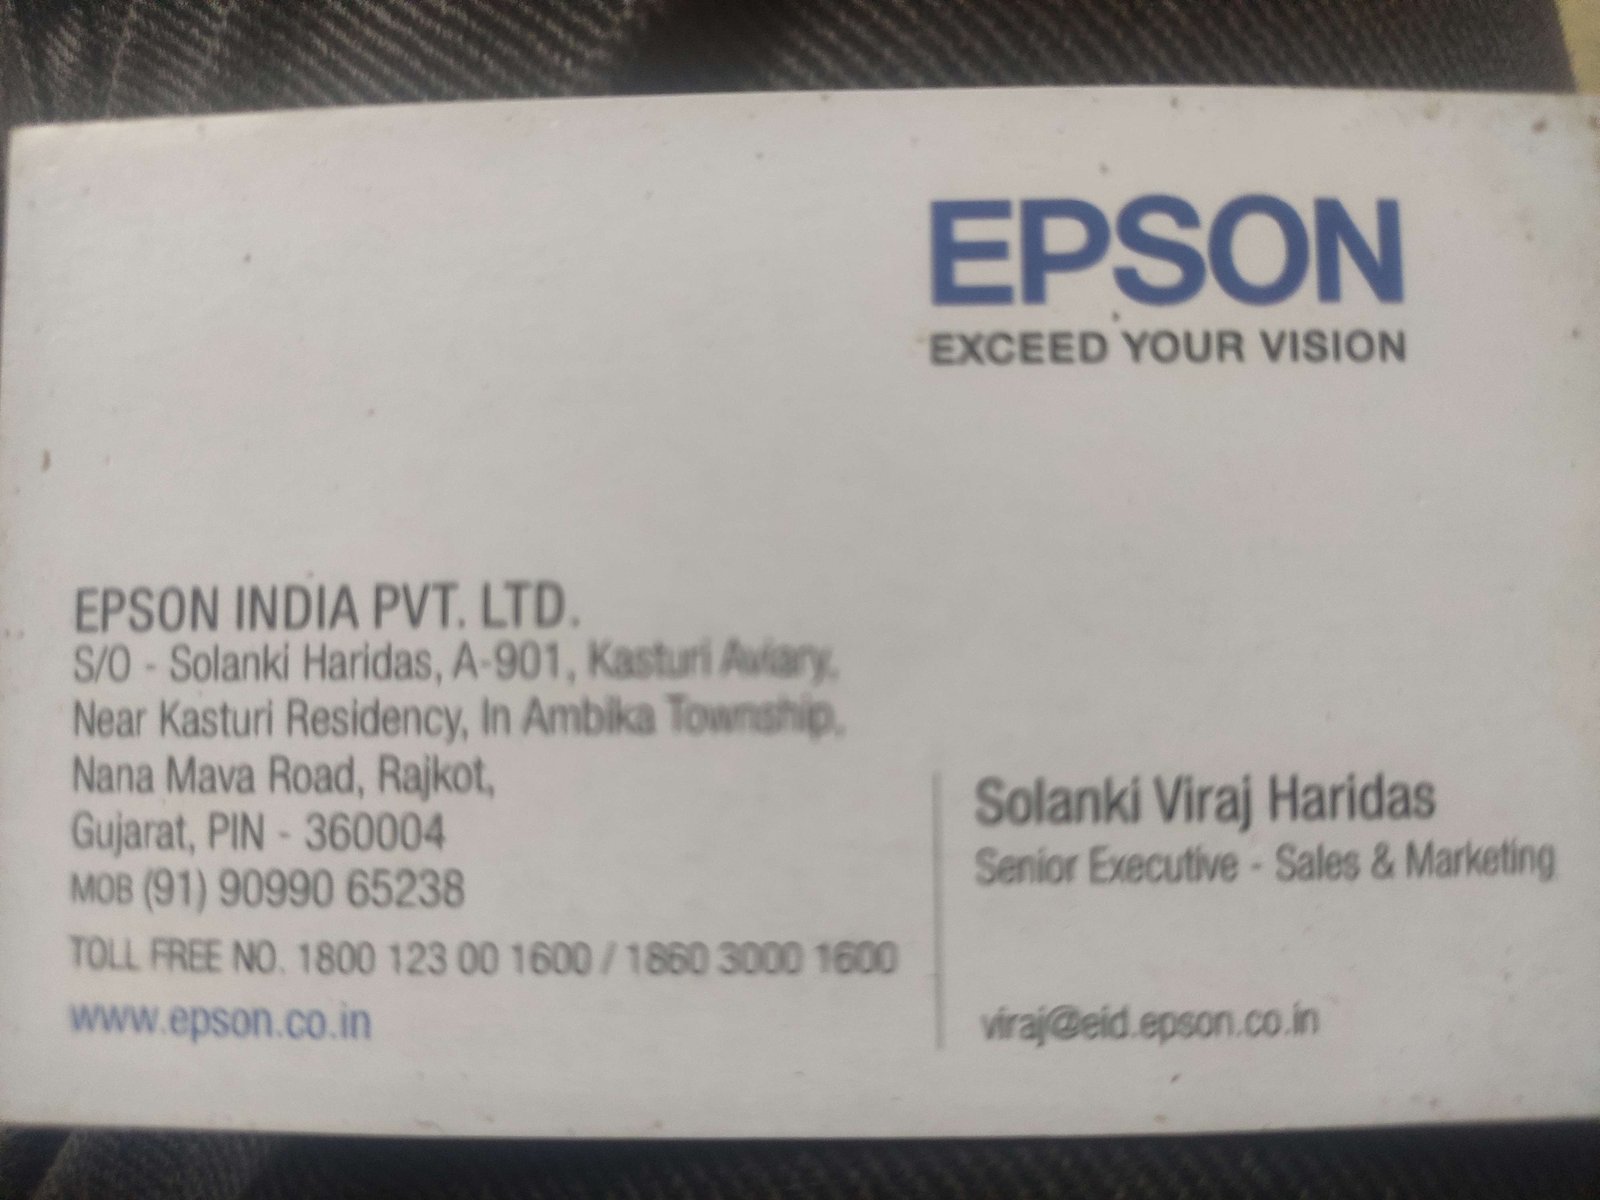 EPSON
EXCEED YOUR VISION
EPSON INDIA PVT. LTD.
S/O - Solanki Haridas, A-901, Kasturi Aviary,
Near Kasturi Residency, In Ambika Township,
Nana Mava Road, Rajkot,
Gujarat, PIN - 360004
MOB (91) 90990 65238
TOLL FREE NO. 1800 123 00 1600 / 1860 3000 1600
www.epson.co.in
Solanki Viraj Haridas
Senior Executive - Sales & Marketing
viraj@eid.epson.co.in